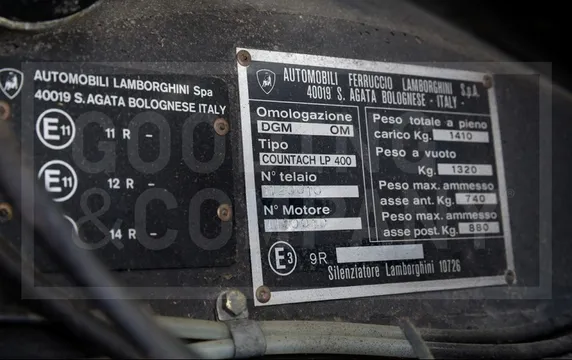 AUTOMOBILI LAMBORGHINI SpA
40019 S.AGATA BOLOGNESE ITALY
E11 11 R -
E11 12 R -
14 R -
AUTOMOBILI FERRUCCIO LAMBORGHINI S.p.A.
40019 S. AGATA BOLOGNESE - ITALY -
Omologazione
DGM OM
Tipo
COUNTACH LP 400
N° telaio
N° Motore
E3 9R
Peso totale a pieno
carico Kg. 1410
Peso a vuoto
Kg. 1320
Peso max. ammesso
asse ant. Kg. 740
Peso max. ammesso
asse post. Kg. 880
Silenziatore Lamborghini 10726
GOODING
& COMPANY